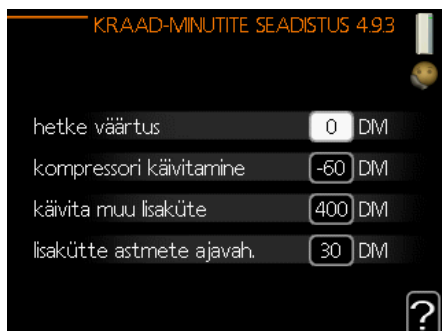 KRAAD-MINUTITE SEADISTUS 4.9.3
hetke väärtus 0 DM
kompressori käivitamine -60 DM
käivita muu lisaküte 400 DM
lisakütte astmete ajavah. 30 DM
?